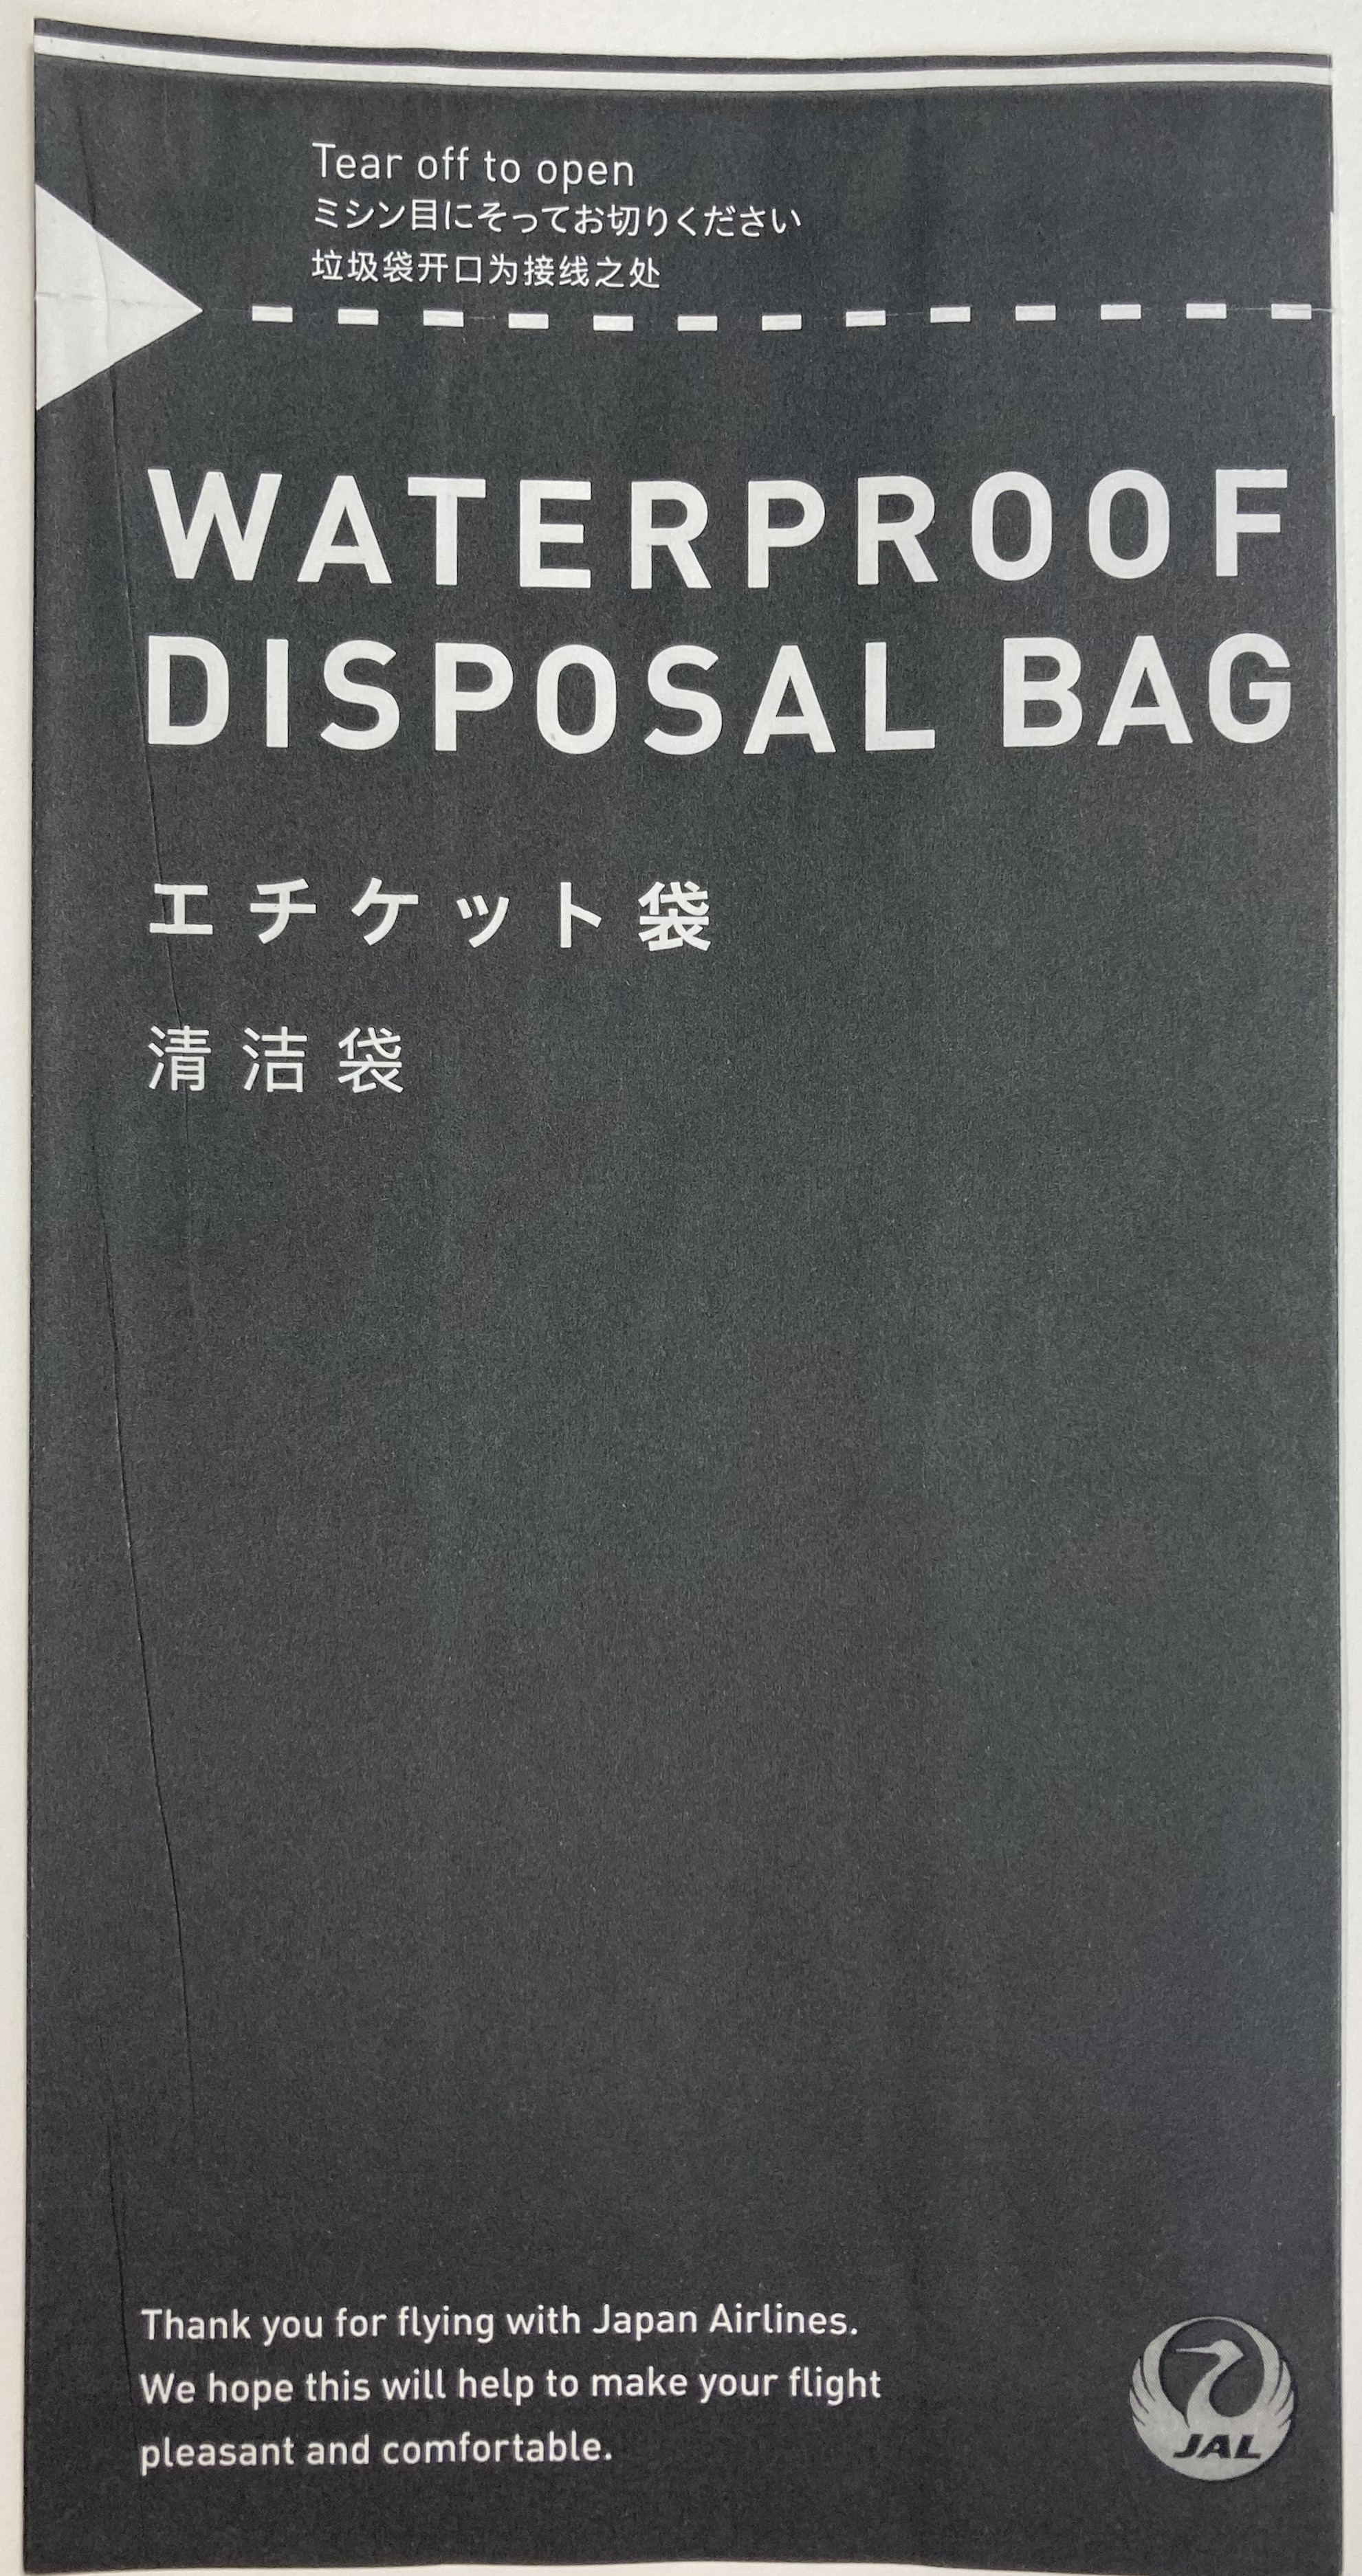 Tear off to open
ミシン目にそってお切りください
垃圾袋开口为接线之处
WATERPROOF
DISPOSAL BAG
エチケット袋
清洁袋
Thank you for flying with Japan Airlines.
We hope this will help to make your flight
pleasant and comfortable.
JAL